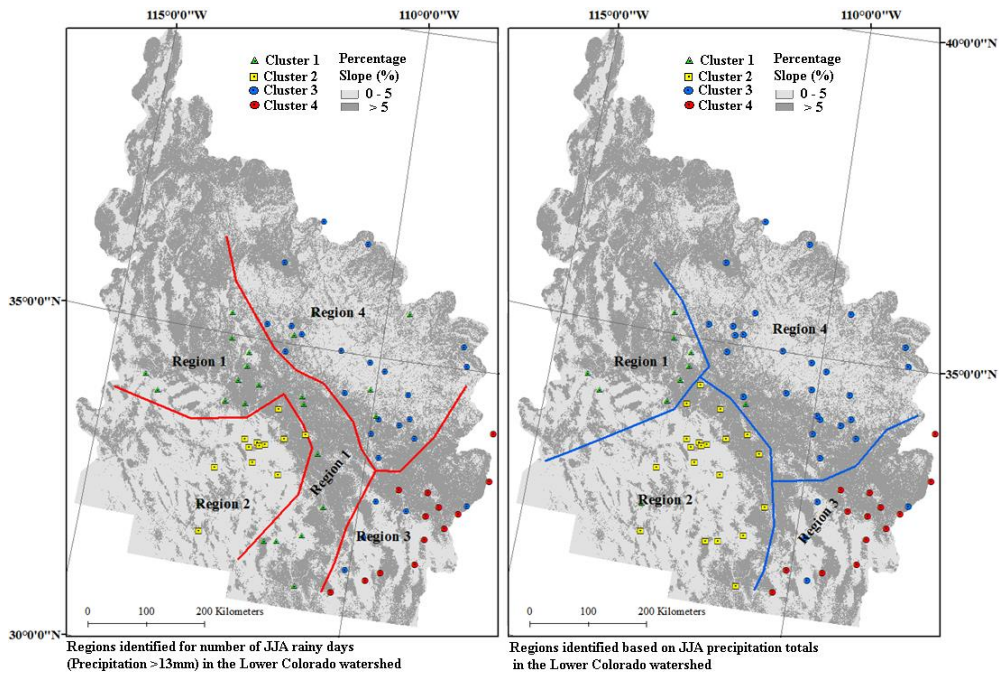 115°0'0"W
110°0'0"W
115°0'0"W
110°0'0"W
40°0'0"N
35°0'0"N
35°0'0"N
30°0'0"N
Cluster 1
Cluster 2
Cluster 3
Cluster 4
Percentage
Slope (%)
0 - 5
> 5
Region 4
Region 1
Region 1
Region 2
Region 3
0 100 200 Kilometers
Cluster 1
Cluster 2
Cluster 3
Cluster 4
Percentage
Slope (%)
0 - 5
> 5
Region 4
Region 1
Region 2
Region 3
0 100 200 Kilometers
Regions identified for number of JJA rainy days
(Precipitation >13mm) in the Lower Colorado watershed
Regions identified based on JJA precipitation totals
in the Lower Colorado watershed